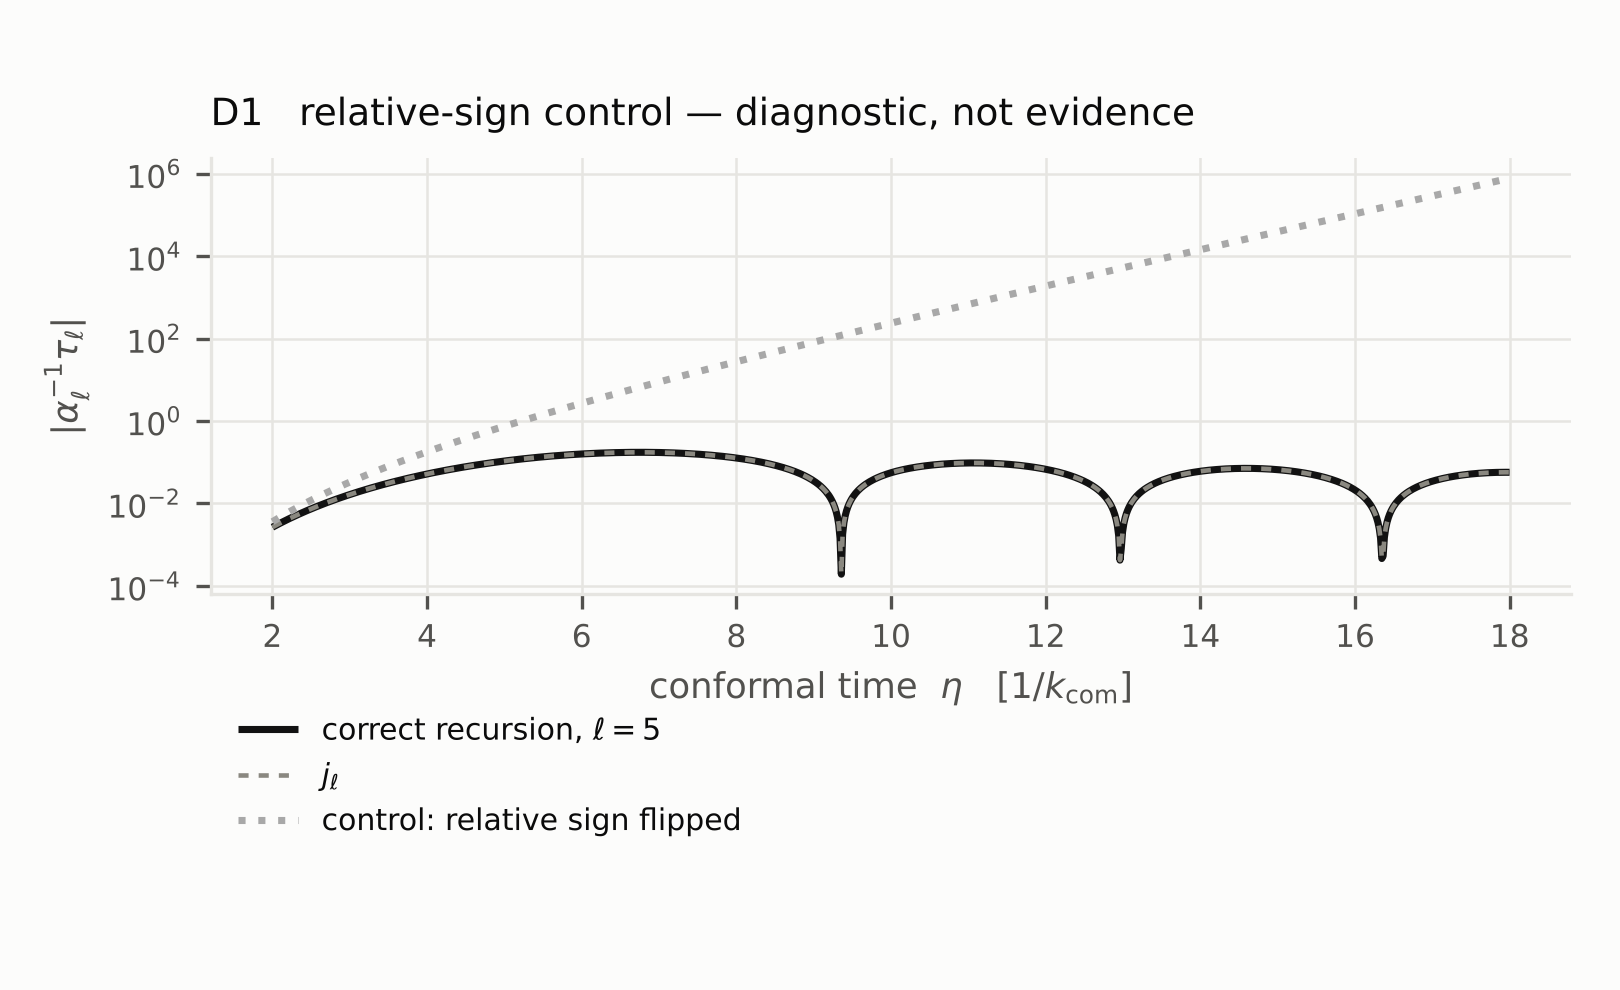 D1 relative-sign control — diagnostic, not evidence
|α_ℓ^{−1} τ_ℓ|
10^6
10^4
10^2
10^0
10^{−2}
10^{−4}
2 4 6 8 10 12 14 16 18
conformal time η [1/k_com]
correct recursion, ℓ = 5
j_ℓ
control: relative sign flipped